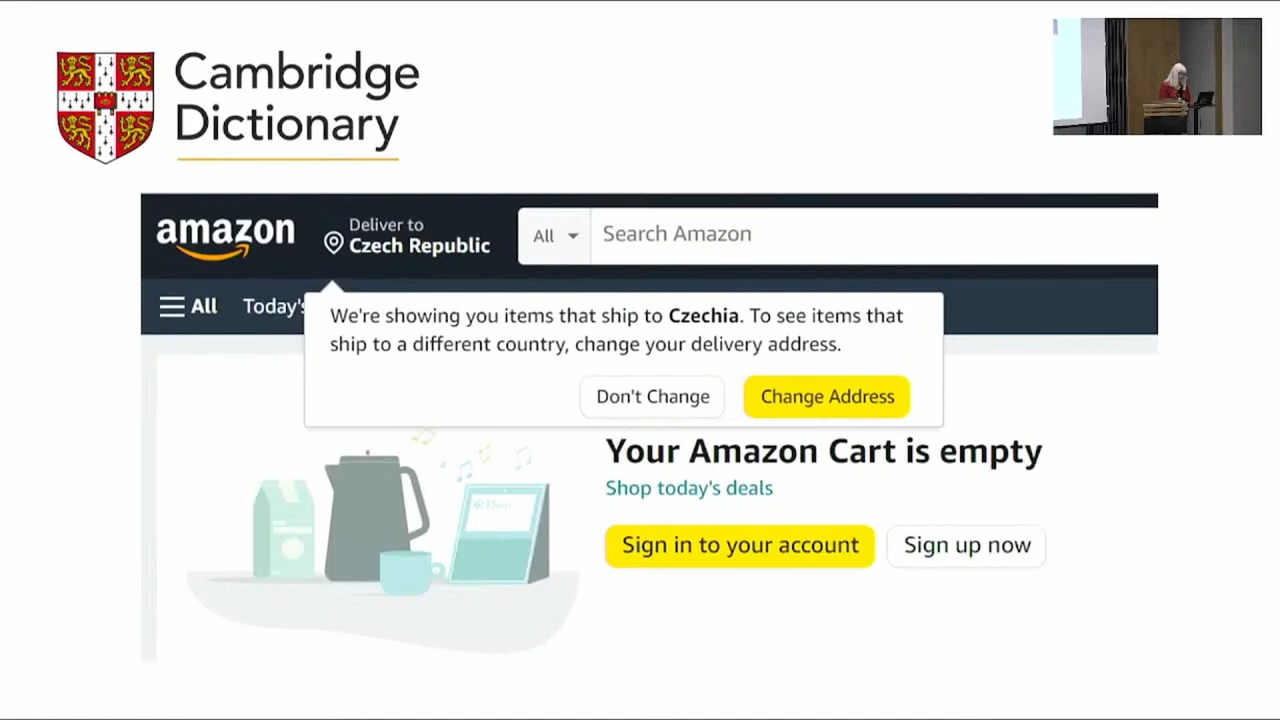 Cambridge
Dictionary
amazon
Deliver to
Czech Republic
All
Search Amazon
All
Today's
We're showing you items that ship to Czechia. To see items that
ship to a different country, change your delivery address.
Don't Change
Change Address
Your Amazon Cart is empty
Shop today's deals
Sign in to your account
Sign up now